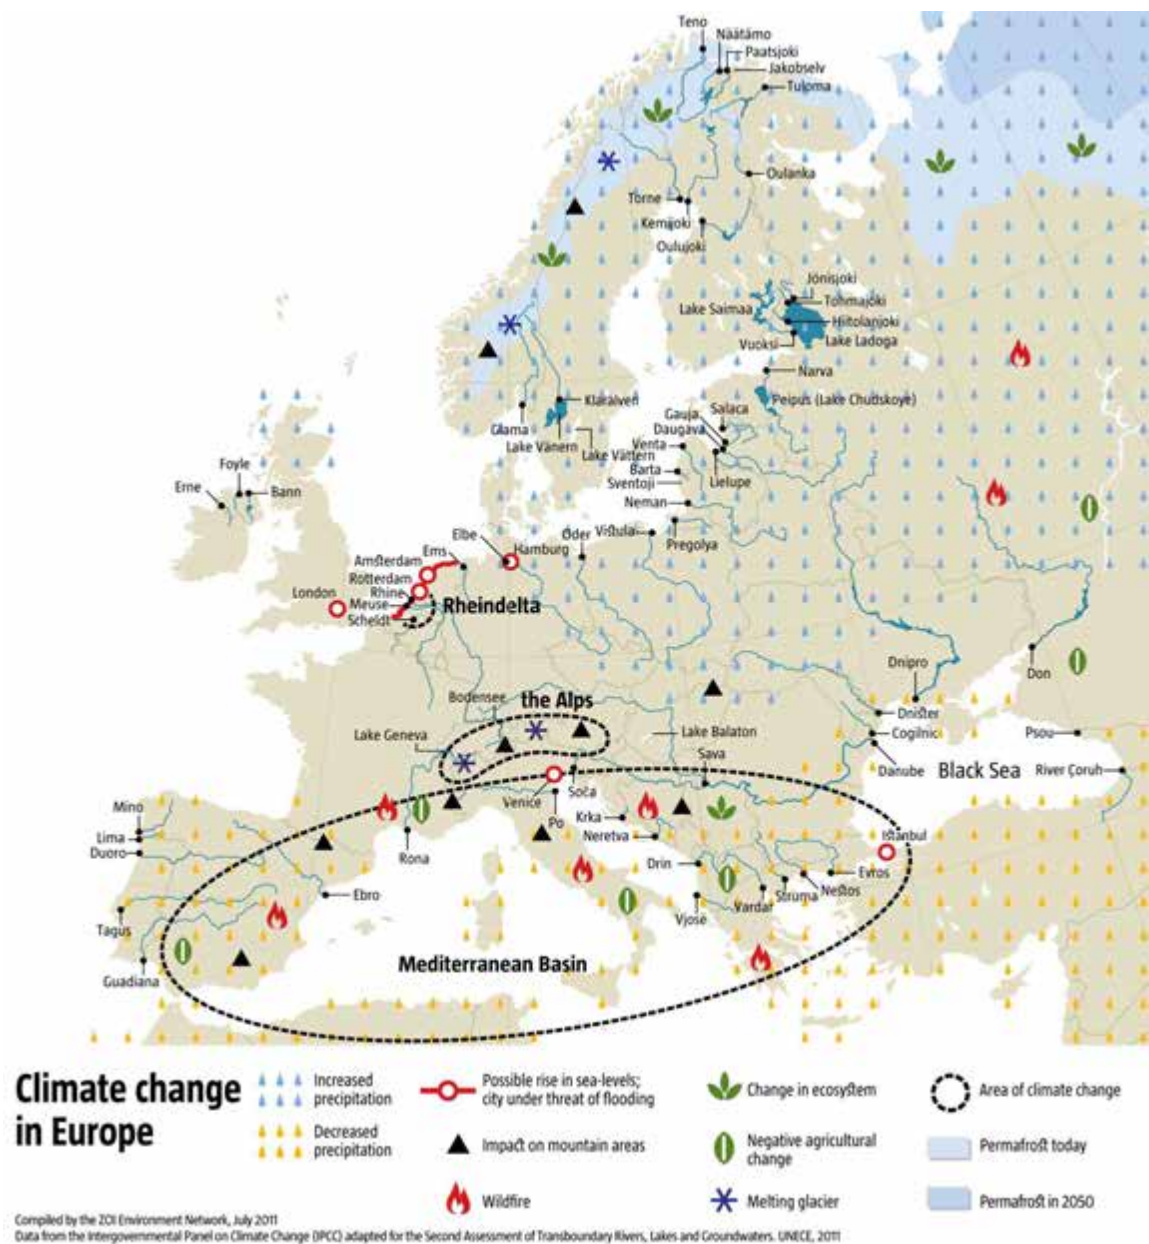 Teno
Näätämo
Paatsjoki
Jakobselv
Tuloma
Oulanka
Torne
Kemijoki
Oulujoki
Jonisjoki
Tohmajoki
Lake Saimaa
Hiitolanjoki
Vuoksi
Lake Ladoga
Narva
Peipus (Lake Chudskoye)
Klaralven
Glama
Lake Vänern
Lake Vättern
Salaca
Gauja
Daugava
Venta
Barta
Sventoji
Lielupe
Neman
Foyle
Erne
Bann
Elbe
Hamburg
Oder
Vistula
Pregolya
Ems
Amsterdam
Rotterdam
London
Rhine
Meuse
Scheldt
Rheindelta
Dnipro
Don
Bodensee
the Alps
Lake Geneva
Lake Balaton
Dnister
Cogilnic
Psou
Sava
Danube
Black Sea
River Çoruh
Venice
Soča
Mino
Lima
Duoro
Po
Krka
Neretva
Istanbul
Rona
Drin
Evros
Ebro
Nestos
Struma
Vardar
Vjose
Tagus
Guadiana
Mediterranean Basin
Climate change
in Europe
Increased
precipitation
Decreased
precipitation
Possible rise in sea-levels;
city under threat of flooding
Impact on mountain areas
Wildfire
Change in ecosystem
Negative agricultural
change
Melting glacier
Area of climate change
Permafrost today
Permafrost in 2050
Compiled by the ZOI Environment Network, July 2011
Data from the Intergovernmental Panel on Climate Change (IPCC) adapted for the Second Assessment of Transboundary Rivers, Lakes and Groundwaters. UNECE, 2011